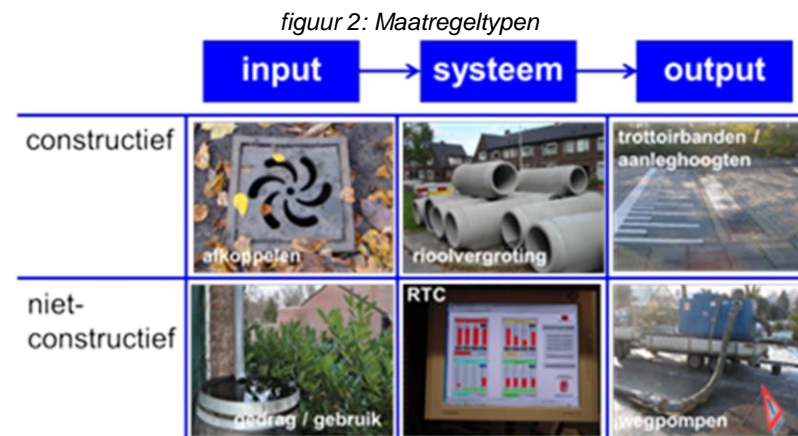 figuur 2: Maatregeltypen
input
systeem
output
constructief
afkoppelen
rioolvergroting
trottoirbanden /
aanleghoogten
niet-
constructief
gedrag / gebruik
RTC
wegpompen